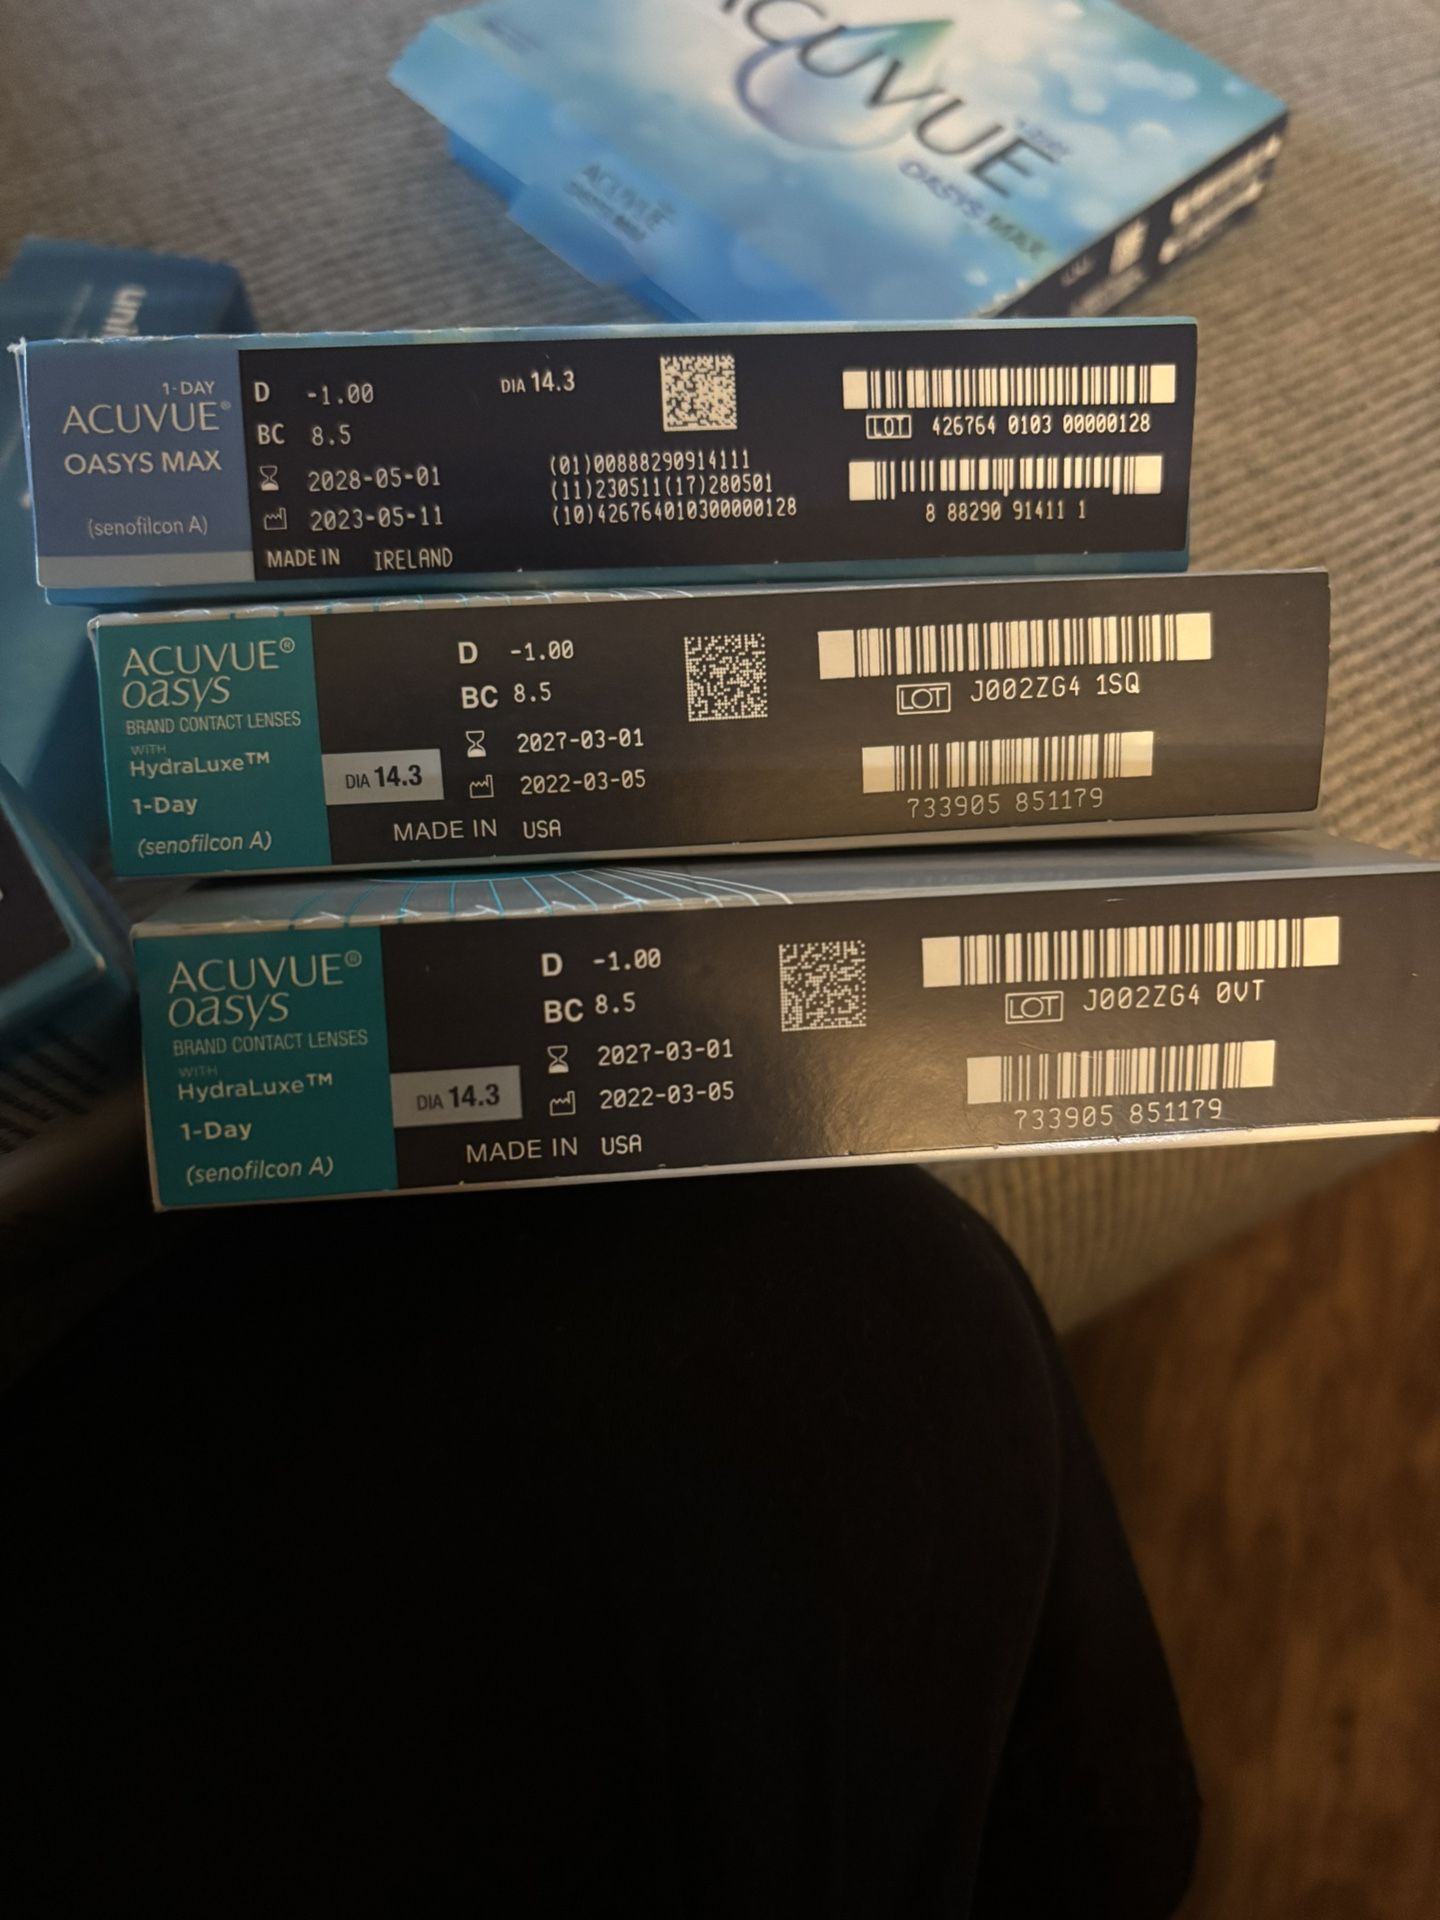 ACUVUE
OASYS MAX
ACUVUE
1-DAY
ACUVUE®
OASYS MAX
(senofilcon A)
D -1.00
BC 8.5
2028-05-01
2023-05-11
MADE IN IRELAND
DIA 14.3
(01)00888290914111
(11)230511(17)280501
(10)426764010300000128
LOT 426764 0103 00000128
8 88290 91411 1
ACUVUE®
oasys
BRAND CONTACT LENSES
WITH
HydraLuxe™
1-Day
(senofilcon A)
DIA 14.3
D -1.00
BC 8.5
2027-03-01
2022-03-05
MADE IN USA
LOT J002ZG4 1SQ
733905 851179
ACUVUE®
oasys
BRAND CONTACT LENSES
WITH
HydraLuxe™
1-Day
(senofilcon A)
DIA 14.3
D -1.00
BC 8.5
2027-03-01
2022-03-05
MADE IN USA
LOT J002ZG4 0VT
733905 851179